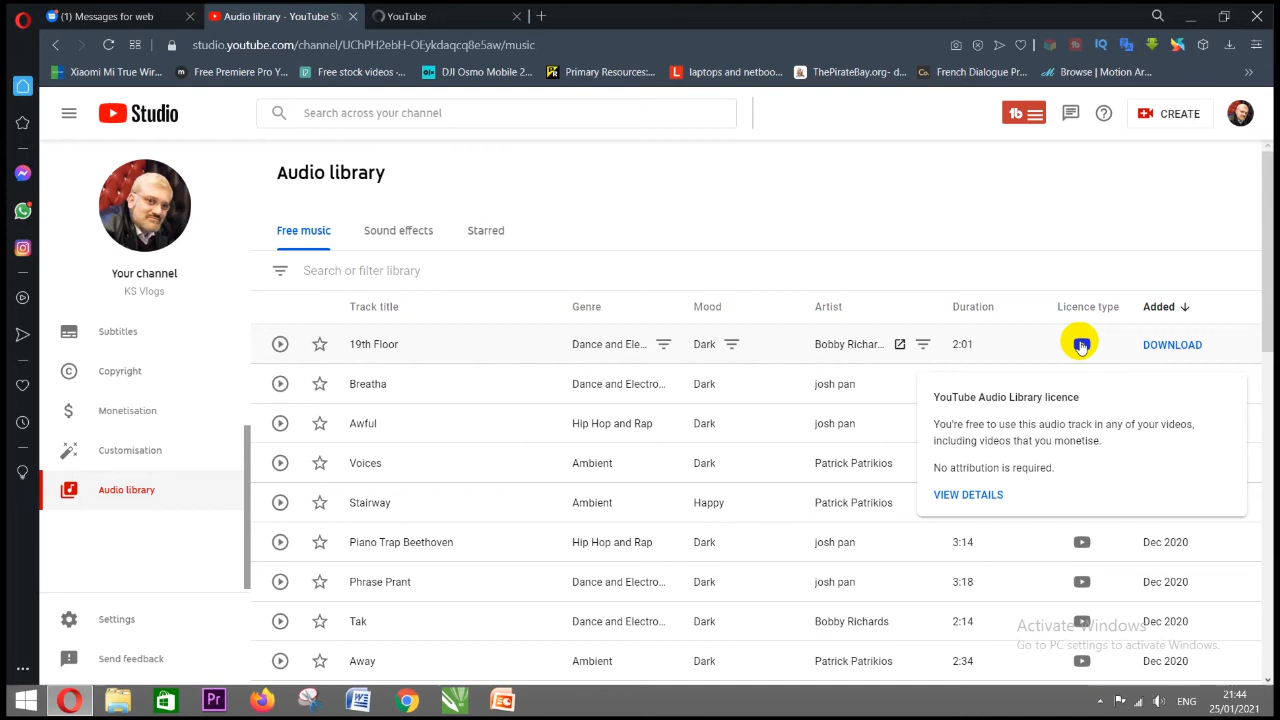 (1) Messages for web
Audio library - YouTube St
YouTube
studio.youtube.com/channel/UChPH2ebH-OEykdaqcq8e5aw/music
Xiaomi Mi True Wir...
Free Premiere Pro Y...
Free stock videos -...
DJI Osmo Mobile 2...
Primary Resources:...
laptops and netboo...
ThePirateBay.org- d...
French Dialogue Pr...
Browse | Motion Ar...
Studio
Search across your channel
CREATE
Your channel
KS Vlogs
Subtitles
Copyright
Monetisation
Customisation
Audio library
Settings
Send feedback
Audio library
Free music
Sound effects
Starred
Search or filter library
Track title Genre Mood Artist Duration Licence type Added
19th Floor Dance and Ele... Dark Bobby Richar... 2:01 DOWNLOAD
Breatha Dance and Electro... Dark josh pan
Awful Hip Hop and Rap Dark josh pan
Voices Ambient Dark Patrick Patrikios
Stairway Ambient Happy Patrick Patrikios
Piano Trap Beethoven Hip Hop and Rap Dark josh pan 3:14 Dec 2020
Phrase Prant Dance and Electro... Dark josh pan 3:18 Dec 2020
Tak Dance and Electro... Dark Bobby Richards 2:14 Dec 2020
Away Ambient Dark Patrick Patrikios 2:34 Dec 2020
YouTube Audio Library licence
You're free to use this audio track in any of your videos,
including videos that you monetise.
No attribution is required.
VIEW DETAILS
Activate Windows
Go to PC settings to activate Windows.
Pr
ENG
21:44
25/01/2021